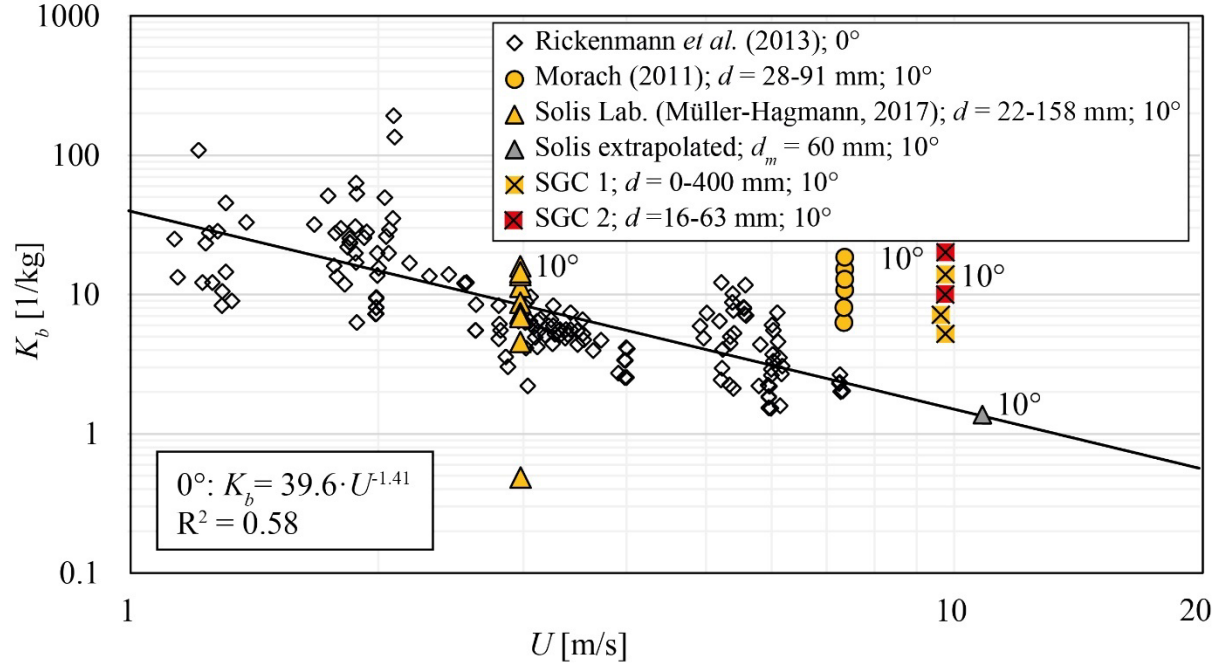 1000
100
10
1
0.1
K_b [1/kg]
Rickenmann et al. (2013); 0°
Morach (2011); d = 28-91 mm; 10°
Solis Lab. (Müller-Hagmann, 2017); d = 22-158 mm; 10°
Solis extrapolated; d_m = 60 mm; 10°
SGC 1; d = 0-400 mm; 10°
SGC 2; d =16-63 mm; 10°
10°
10°
10°
10°
0°: K_b = 39.6· U^-1.41
R² = 0.58
1
10
20
U [m/s]